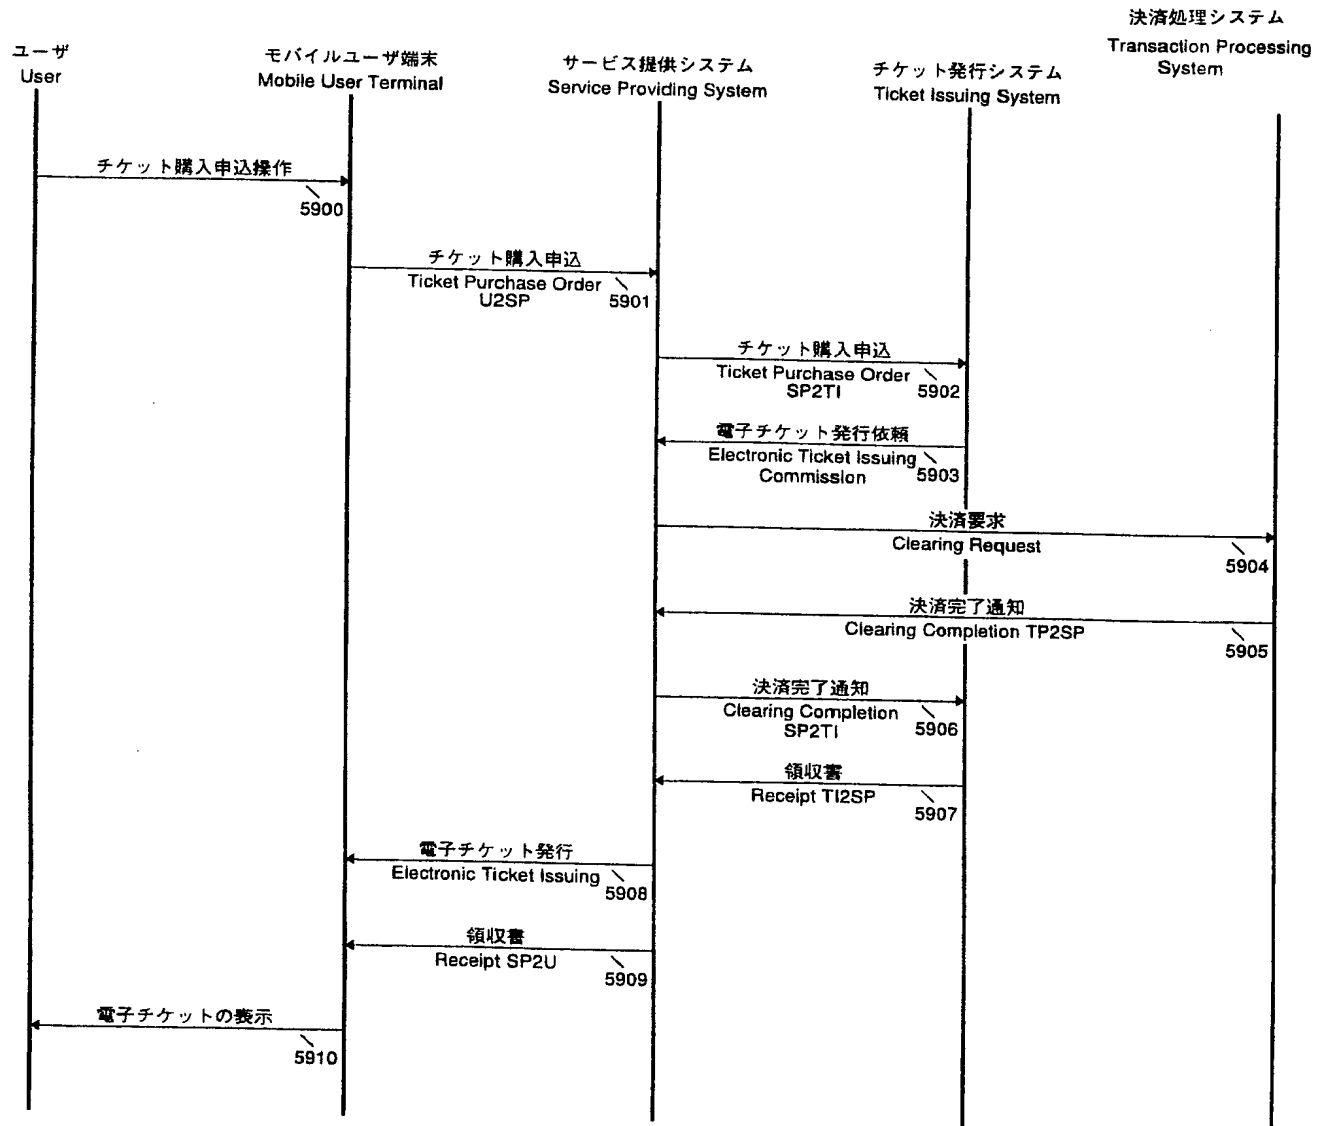 ユーザ
User
モバイルユーザ端末
Mobile User Terminal
サービス提供システム
Service Providing System
チケット発行システム
Ticket Issuing System
決済処理システム
Transaction Processing
System
チケット購入申込操作
5900
チケット購入申込
Ticket Purchase Order
U2SP
5901
チケット購入申込
Ticket Purchase Order
SP2TI
5902
電子チケット発行依頼
Electronic Ticket Issuing
Commission
5903
決済要求
Clearing Request
5904
決済完了通知
Clearing Completion TP2SP
5905
決済完了通知
Clearing Completion
SP2TI
5906
領収書
Receipt TI2SP
5907
電子チケット発行
Electronic Ticket Issuing
5908
領収書
Receipt SP2U
5909
電子チケットの表示
5910